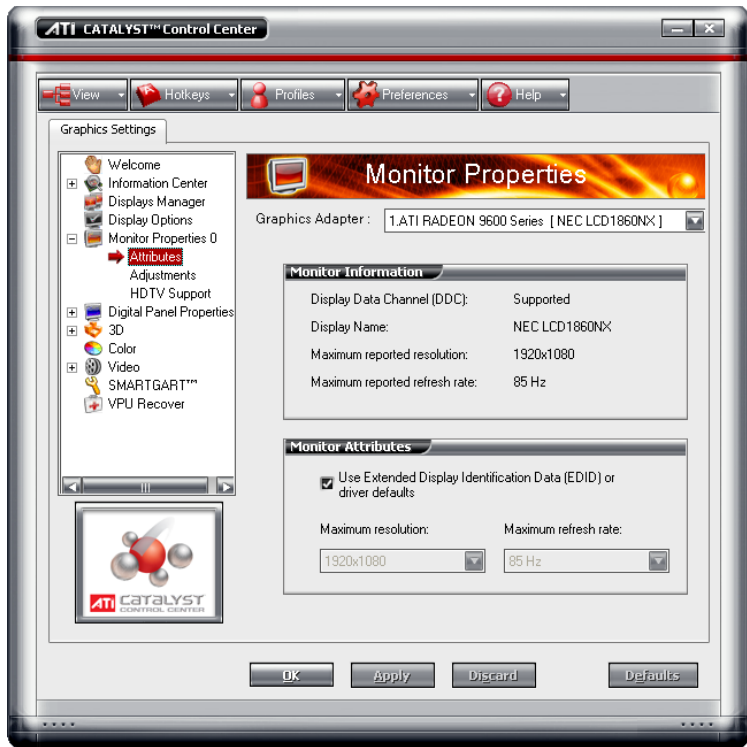 ATI CATALYST™ Control Center
View
Hotkeys
Profiles
Preferences
Help
Graphics Settings
Welcome
Information Center
Displays Manager
Display Options
Monitor Properties 0
Attributes
Adjustments
HDTV Support
Digital Panel Properties
3D
Color
Video
SMARTGART™
VPU Recover
ATI CATALYST
CONTROL CENTER
Monitor Properties
Graphics Adapter : 1.ATI RADEON 9600 Series [ NEC LCD1860NX ]
Monitor Information
Display Data Channel (DDC): Supported
Display Name: NEC LCD1860NX
Maximum reported resolution: 1920x1080
Maximum reported refresh rate: 85 Hz
Monitor Attributes
Use Extended Display Identification Data (EDID) or
driver defaults
Maximum resolution: Maximum refresh rate:
1920x1080 85 Hz
OK Apply Discard Defaults